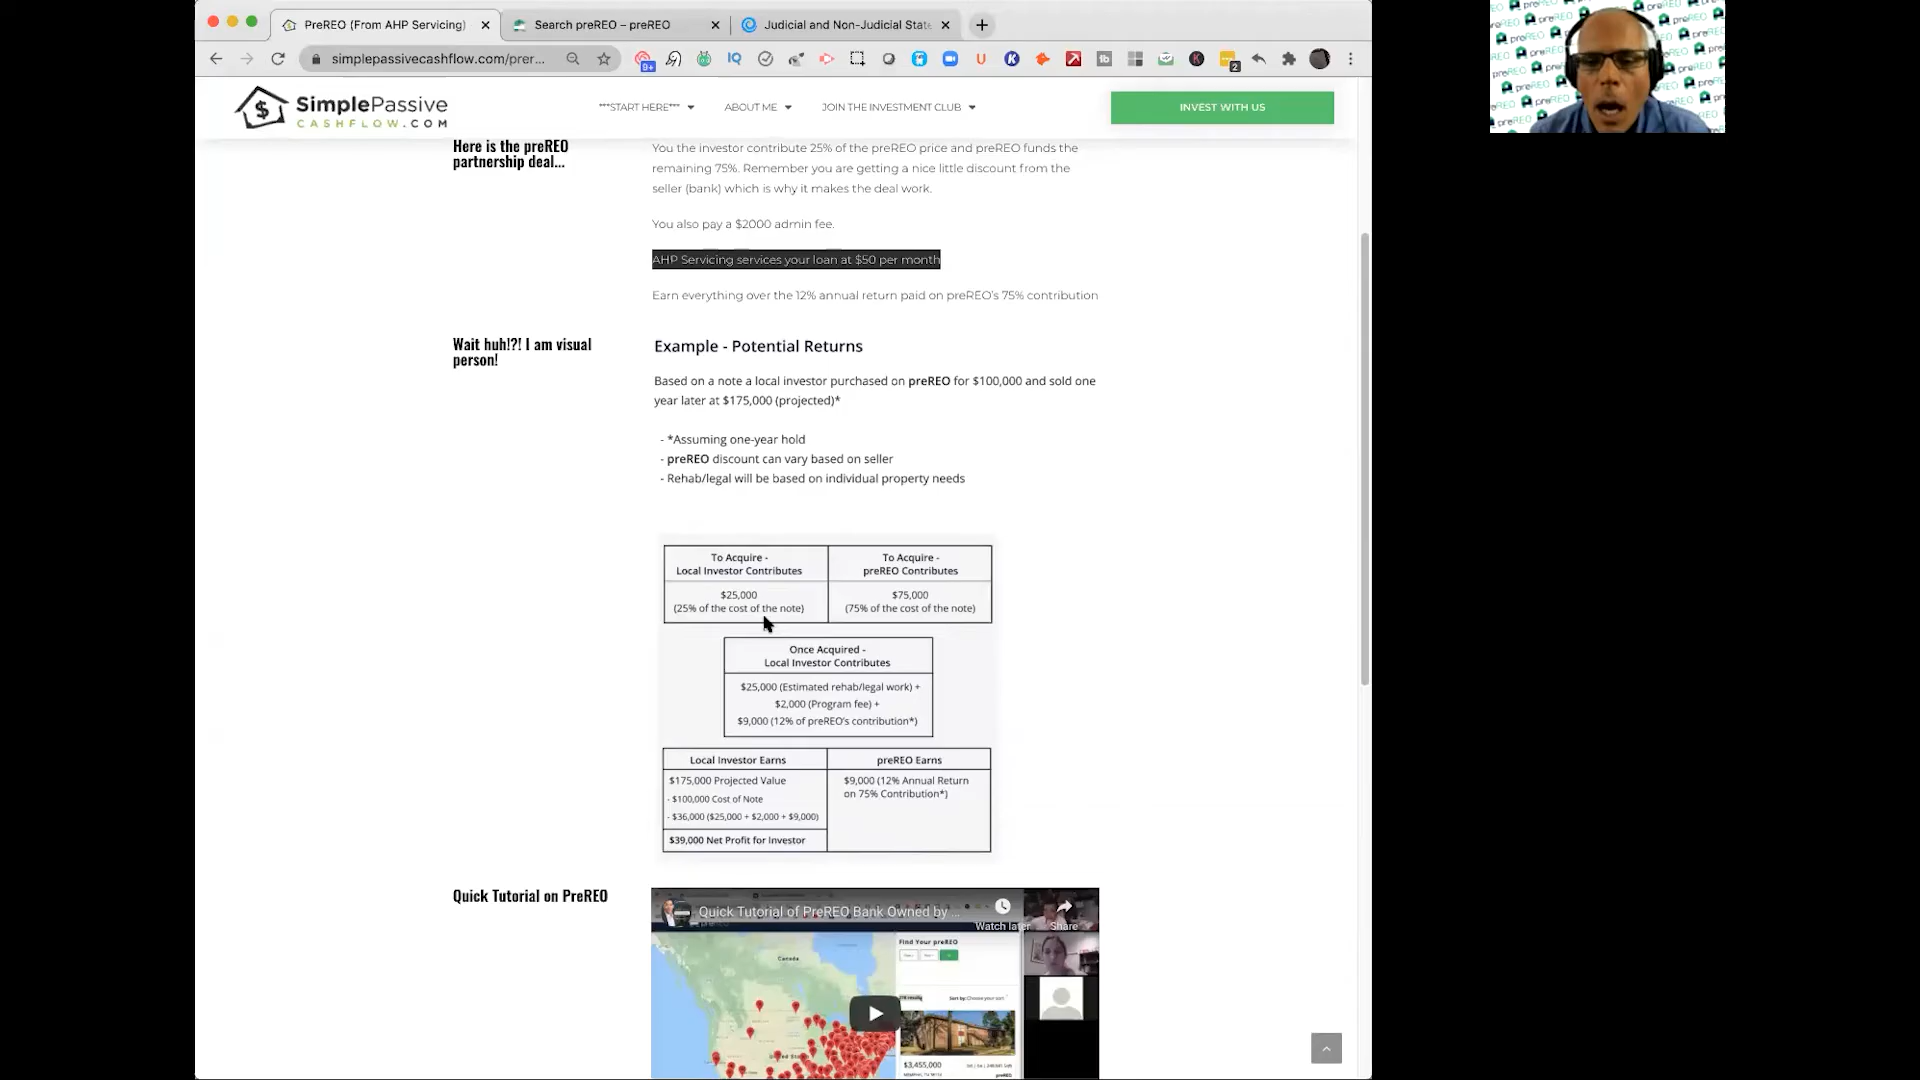 PreREO (From AHP Servicing)
Search preREO – preREO
Judicial and Non-Judicial State
simplepassivecashflow.com/prer...
SimplePassive
CASHFLOW.COM
***START HERE***
ABOUT ME
JOIN THE INVESTMENT CLUB
INVEST WITH US
Here is the preREO
partnership deal...
You the investor contribute 25% of the preREO price and preREO funds the
remaining 75%. Remember you are getting a nice little discount from the
seller (bank) which is why it makes the deal work.
You also pay a $2000 admin fee.
AHP Servicing services your loan at $50 per month
Earn everything over the 12% annual return paid on preREO's 75% contribution
Wait huh!?! I am visual
person!
Example - Potential Returns
Based on a note a local investor purchased on preREO for $100,000 and sold one
year later at $175,000 (projected)*
- *Assuming one-year hold
- preREO discount can vary based on seller
- Rehab/legal will be based on individual property needs
To Acquire -
Local Investor Contributes
$25,000
(25% of the cost of the note)
To Acquire -
preREO Contributes
$75,000
(75% of the cost of the note)
Once Acquired -
Local Investor Contributes
$25,000 (Estimated rehab/legal work) +
$2,000 (Program fee) +
$9,000 (12% of preREO's contribution*)
Local Investor Earns
$175,000 Projected Value
- $100,000 Cost of Note
- $36,000 ($25,000 + $2,000 + $9,000)
$39,000 Net Profit for Investor
preREO Earns
$9,000 (12% Annual Return
on 75% Contribution*)
Quick Tutorial on PreREO
Quick Tutorial of PreREO Bank Owned by ...
Watch later
Share
Find Your preREO
Canada
$3,455,000
preREO